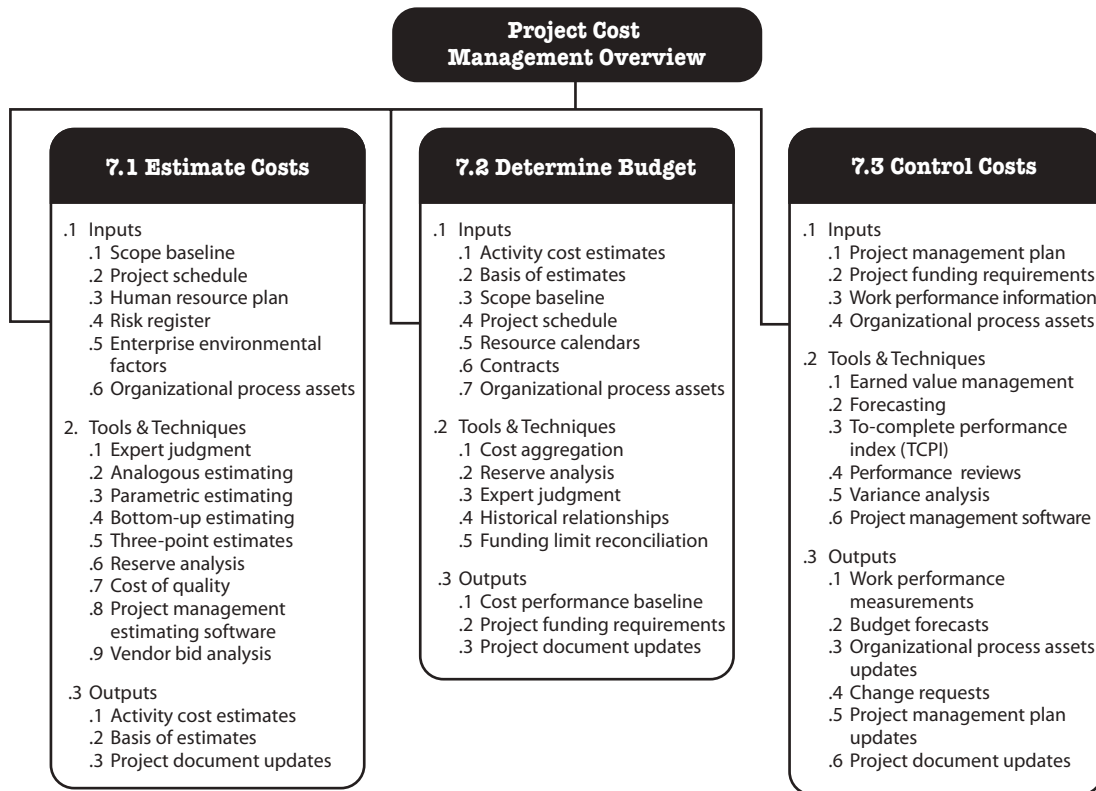 Project Cost
Management Overview
7.1 Estimate Costs
.1 Inputs
.1 Scope baseline
.2 Project schedule
.3 Human resource plan
.4 Risk register
.5 Enterprise environmental
factors
.6 Organizational process assets
2. Tools & Techniques
.1 Expert judgment
.2 Analogous estimating
.3 Parametric estimating
.4 Bottom-up estimating
.5 Three-point estimates
.6 Reserve analysis
.7 Cost of quality
.8 Project management
estimating software
.9 Vendor bid analysis
.3 Outputs
.1 Activity cost estimates
.2 Basis of estimates
.3 Project document updates
7.2 Determine Budget
.1 Inputs
.1 Activity cost estimates
.2 Basis of estimates
.3 Scope baseline
.4 Project schedule
.5 Resource calendars
.6 Contracts
.7 Organizational process assets
.2 Tools & Techniques
.1 Cost aggregation
.2 Reserve analysis
.3 Expert judgment
.4 Historical relationships
.5 Funding limit reconciliation
.3 Outputs
.1 Cost performance baseline
.2 Project funding requirements
.3 Project document updates
7.3 Control Costs
.1 Inputs
.1 Project management plan
.2 Project funding requirements
.3 Work performance information
.4 Organizational process assets
.2 Tools & Techniques
.1 Earned value management
.2 Forecasting
.3 To-complete performance
index (TCPI)
.4 Performance reviews
.5 Variance analysis
.6 Project management software
.3 Outputs
.1 Work performance
measurements
.2 Budget forecasts
.3 Organizational process assets
updates
.4 Change requests
.5 Project management plan
updates
.6 Project document updates